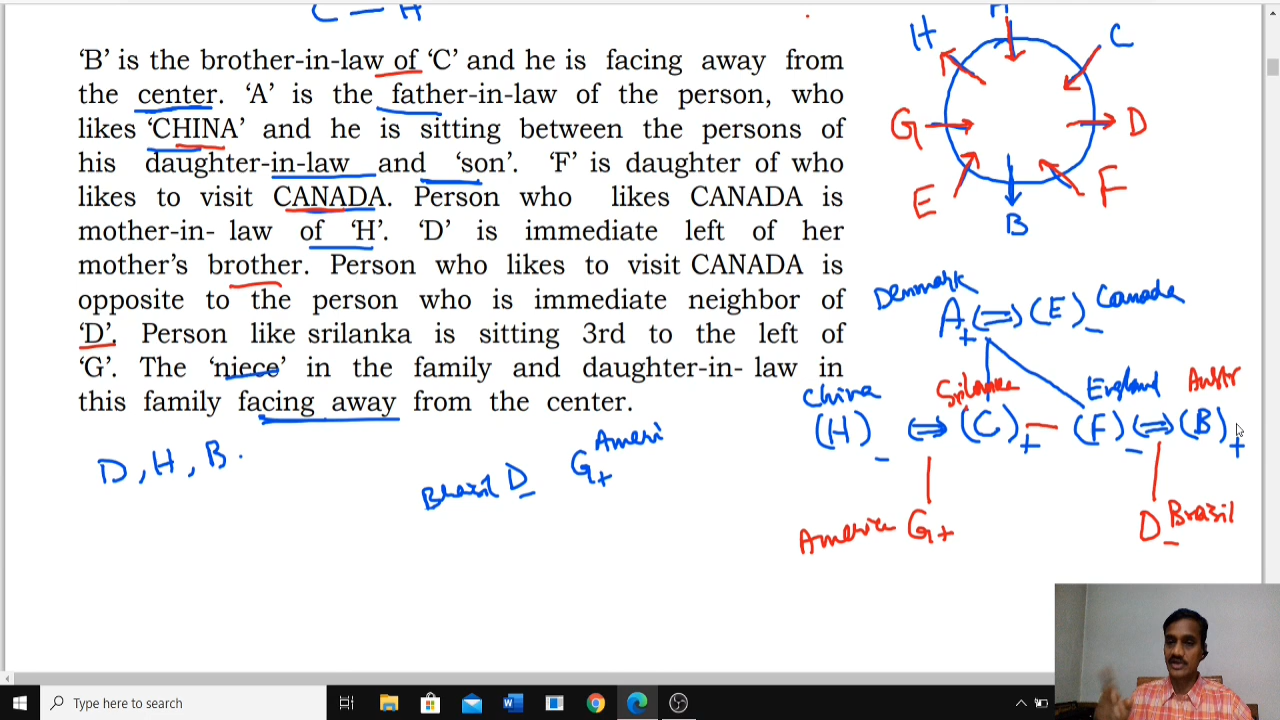 C — H
'B' is the brother-in-law of 'C' and he is facing away from
the center. 'A' is the father-in-law of the person, who
likes 'CHINA' and he is sitting between the persons of
his daughter-in-law and 'son'. 'F' is daughter of who
likes to visit CANADA. Person who likes CANADA is
mother-in- law of 'H'. 'D' is immediate left of her
mother's brother. Person who likes to visit CANADA is
opposite to the person who is immediate neighbor of
'D'. Person like srilanka is sitting 3rd to the left of
'G'. The 'niece' in the family and daughter-in- law in
this family facing away from the center.
D, H, B.
Brazil D - G+ Ameri
H
C
G
D
E
F
B
Denmark A+ (⇔) (E) - Canada
China Srilanka England Austr
(H) - ⇔ (C)+ — (F) - (⇔) (B)+
America G+ D - Brasil
Type here to search